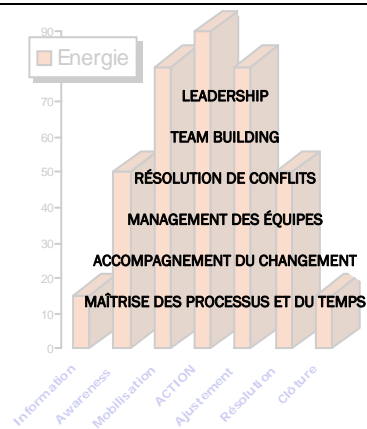 90
Energie
70
LEADERSHIP
60
TEAM BUILDING
50
RÉSOLUTION DE CONFLITS
40
MANAGEMENT DES ÉQUIPES
30
20
ACCOMPAGNEMENT DU CHANGEMENT
10
MAÎTRISE DES PROCESSUS ET DU TEMPS
0
Information
Awareness
Mobilisation
ACTION
Ajustement
Résolution
Clôture